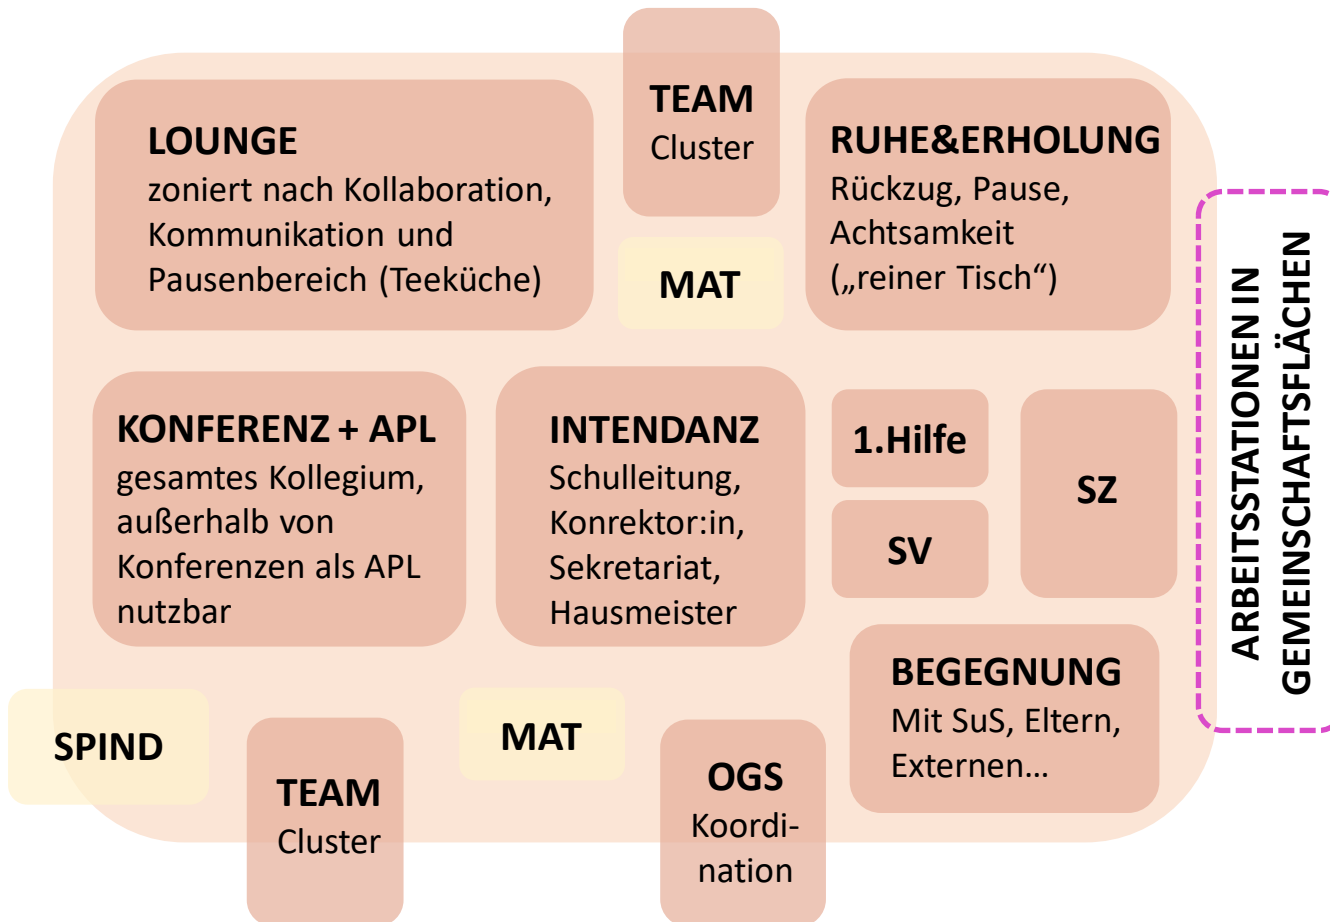 LOUNGE
zoniert nach Kollaboration,
Kommunikation und
Pausenbereich (Teeküche)
TEAM
Cluster
MAT
RUHE&ERHOLUNG
Rückzug, Pause,
Achtsamkeit
(„reiner Tisch“)
KONFERENZ + APL
gesamtes Kollegium,
außerhalb von
Konferenzen als APL
nutzbar
INTENDANZ
Schulleitung,
Konrektor:in,
Sekretariat,
Hausmeister
1.Hilfe
SV
SZ
BEGEGNUNG
Mit SuS, Eltern,
Externen…
SPIND
TEAM
Cluster
MAT
OGS
Koordi-
nation
ARBEITSSTATIONEN IN
GEMEINSCHAFTSFLÄCHEN